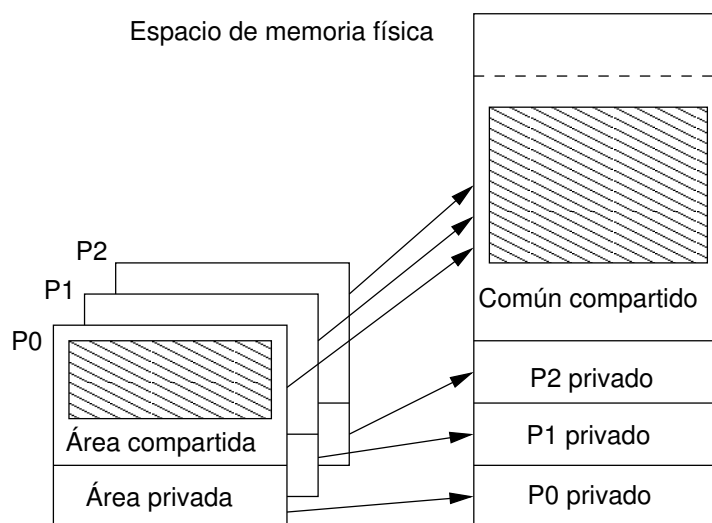 Espacio de memoria física
P2
P1
P0
Área compartida
Área privada
Común compartido
P2 privado
P1 privado
P0 privado